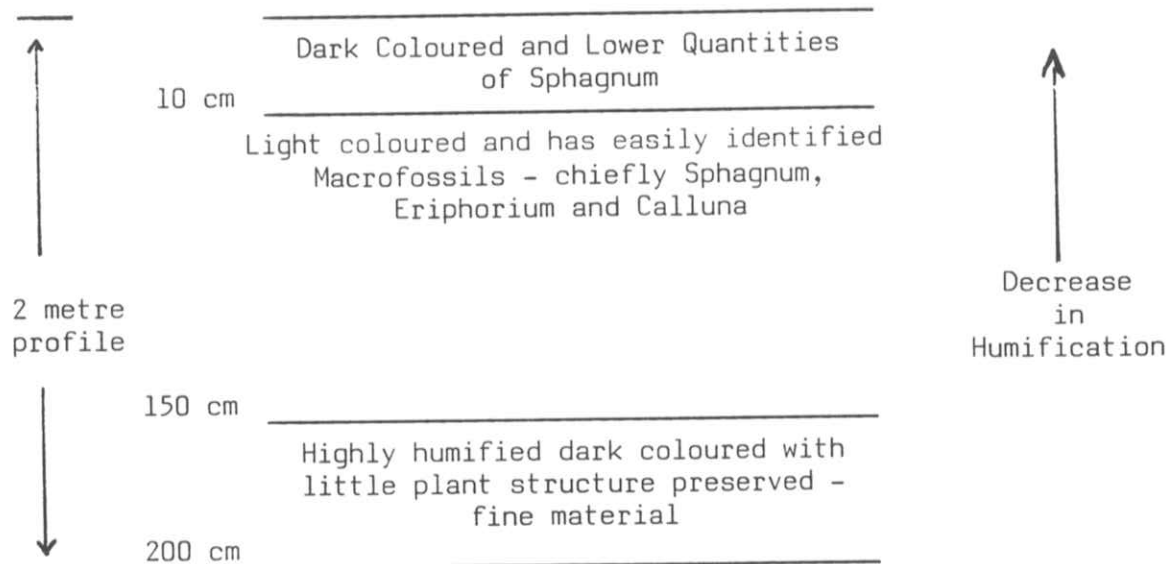 Dark Coloured and Lower Quantities
of Sphagnum
10 cm
Light coloured and has easily identified
Macrofossils - chiefly Sphagnum,
Eriphorium and Calluna
2 metre
profile
Decrease
in
Humification
150 cm
Highly humified dark coloured with
little plant structure preserved -
fine material
200 cm